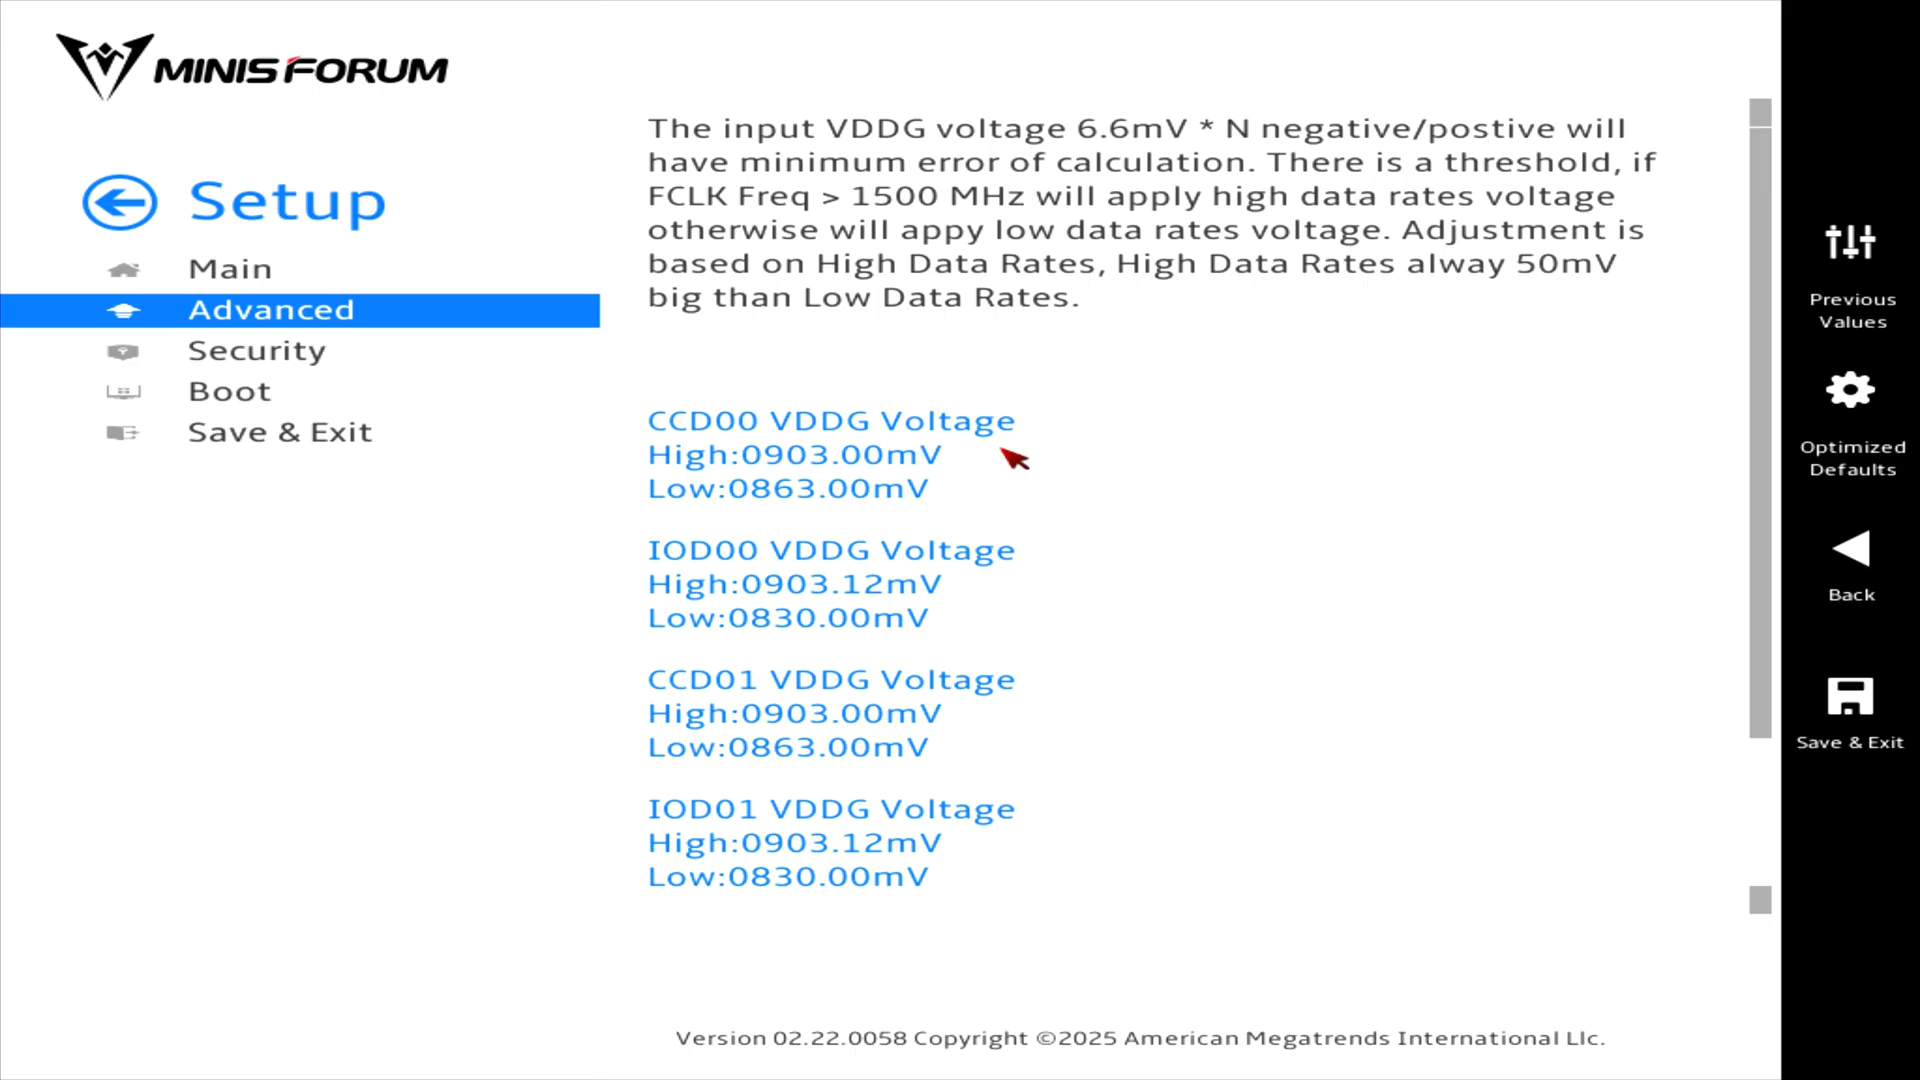 MINISFORUM
Setup
Main
Advanced
Security
Boot
Save & Exit
The input VDDG voltage 6.6mV * N negative/postive will
have minimum error of calculation. There is a threshold, if
FCLK Freq > 1500 MHz will apply high data rates voltage
otherwise will appy low data rates voltage. Adjustment is
based on High Data Rates, High Data Rates alway 50mV
big than Low Data Rates.
CCD00 VDDG Voltage
High:0903.00mV
Low:0863.00mV
IOD00 VDDG Voltage
High:0903.12mV
Low:0830.00mV
CCD01 VDDG Voltage
High:0903.00mV
Low:0863.00mV
IOD01 VDDG Voltage
High:0903.12mV
Low:0830.00mV
Previous
Values
Optimized
Defaults
Back
Save & Exit
Version 02.22.0058 Copyright ©2025 American Megatrends International Llc.